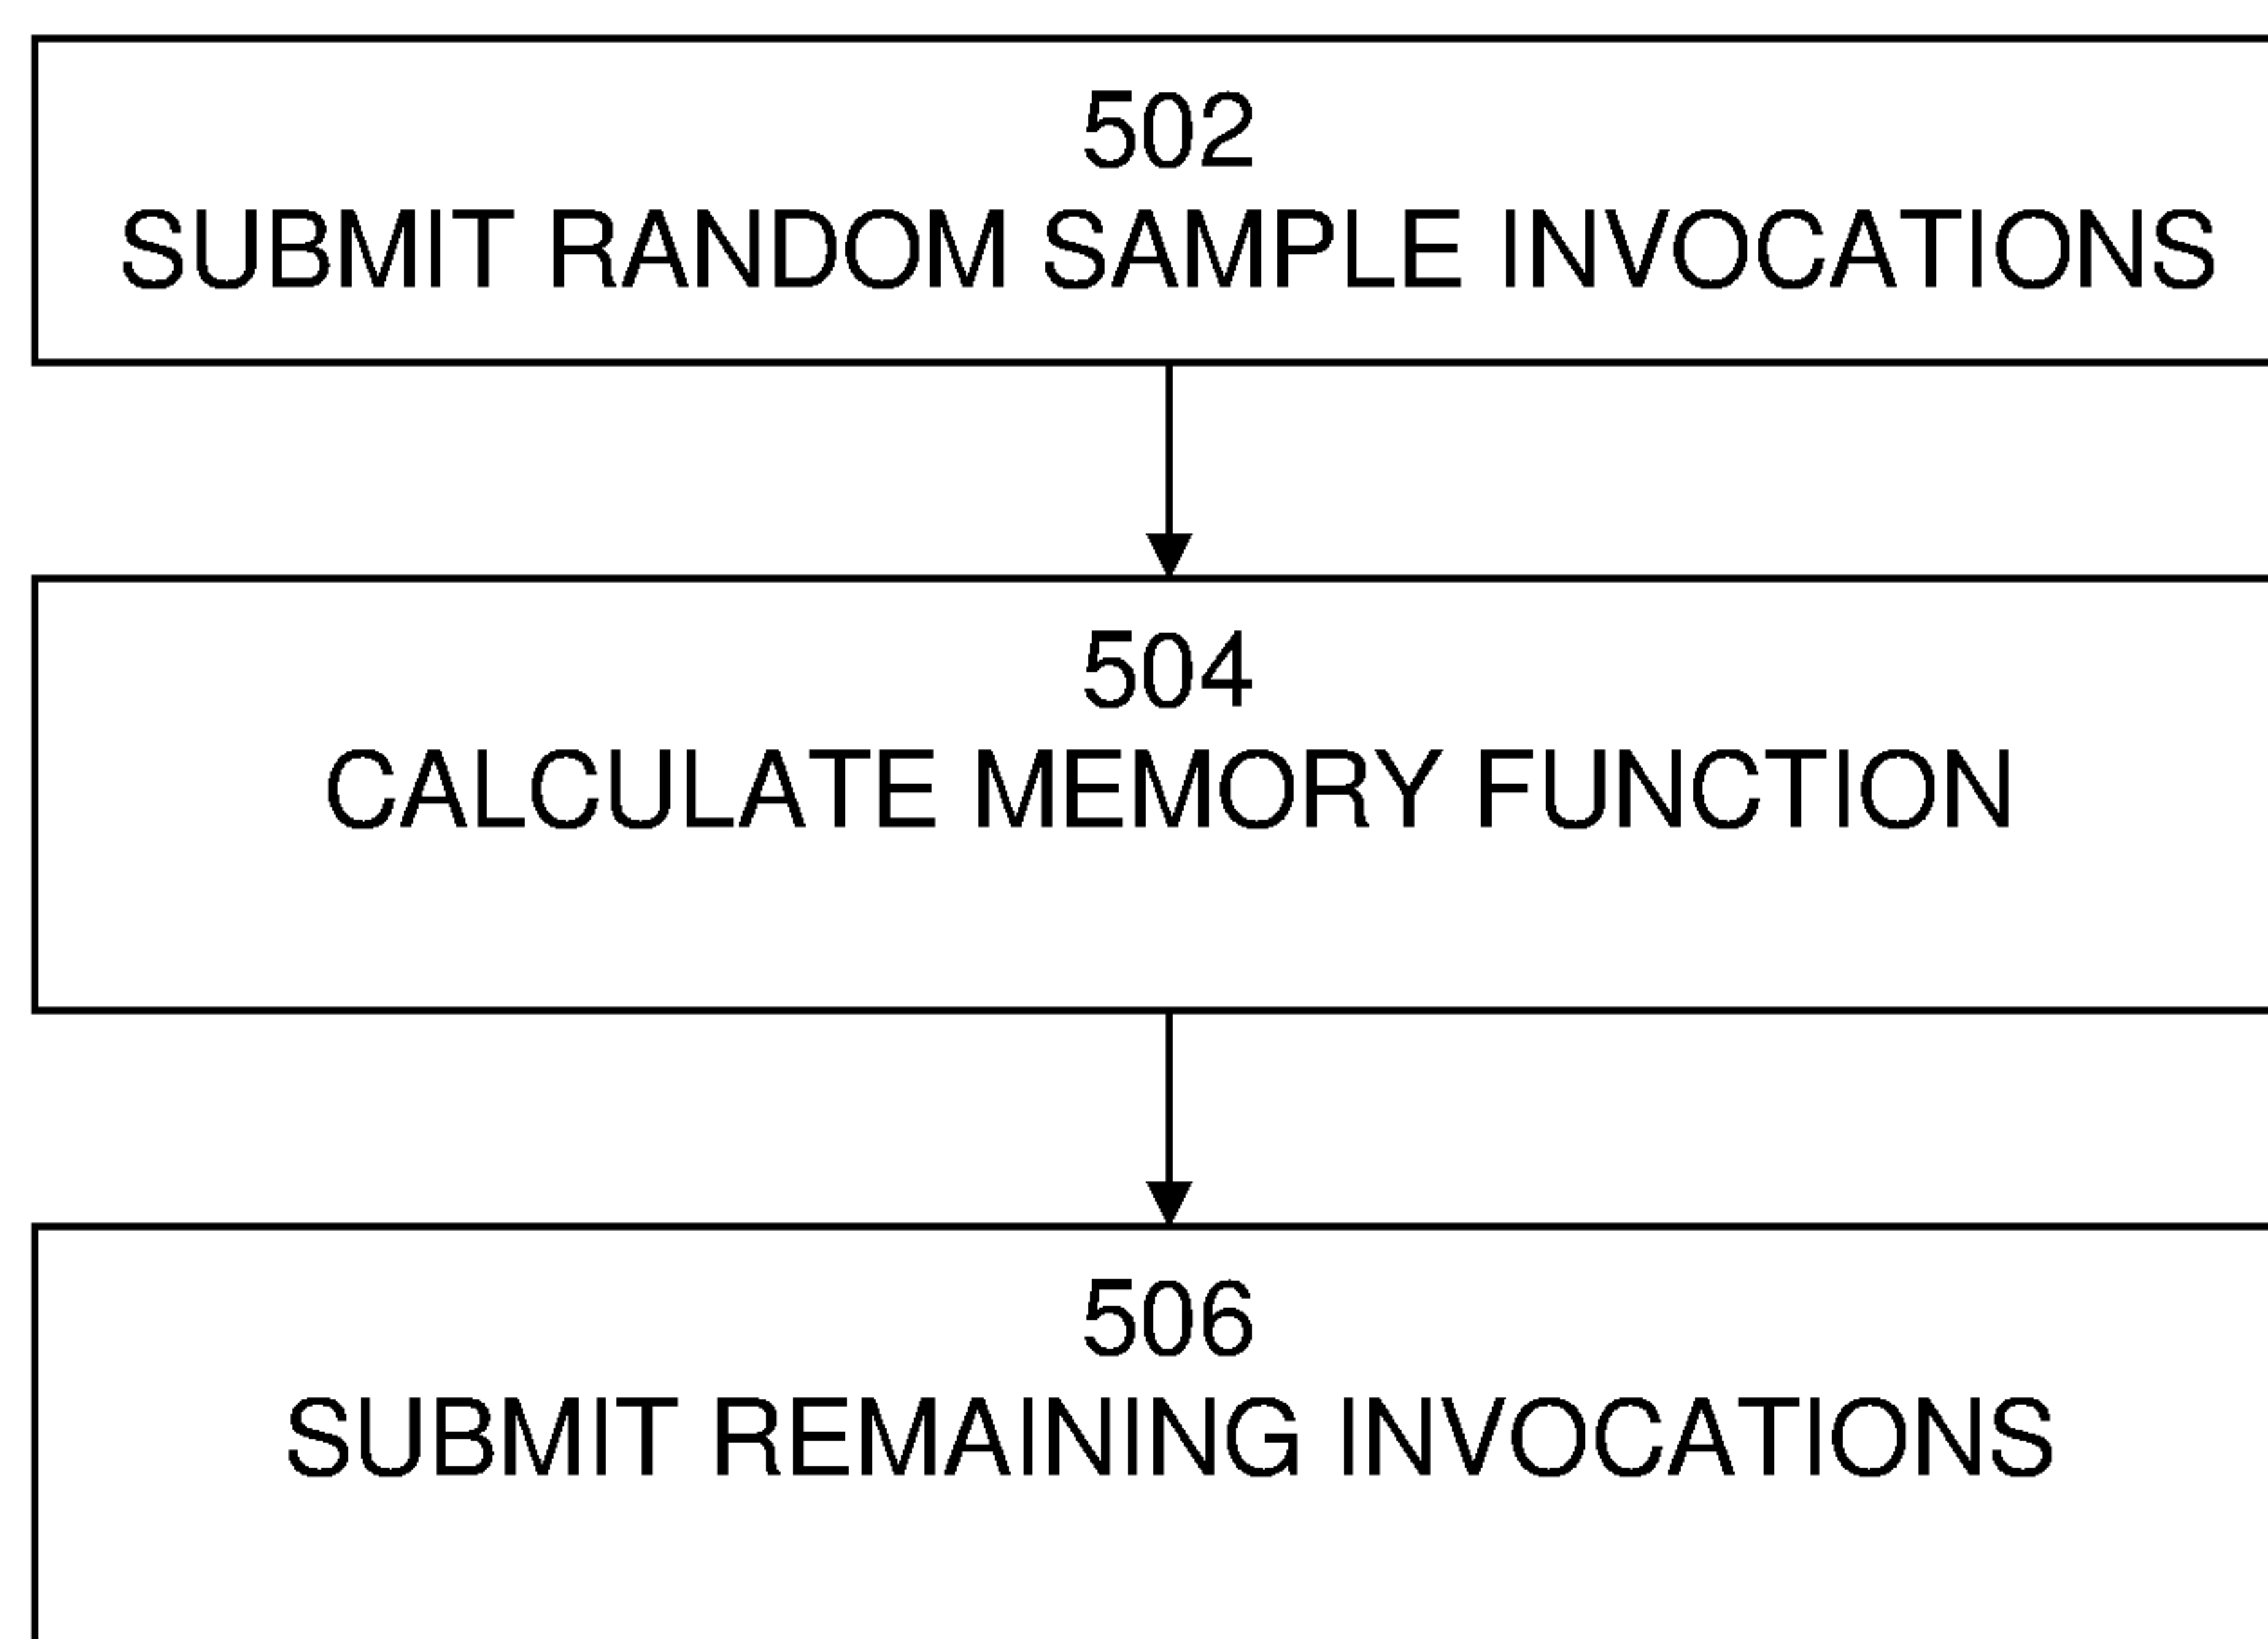 502
SUBMIT RANDOM SAMPLE INVOCATIONS
504
CALCULATE MEMORY FUNCTION
506
SUBMIT REMAINING INVOCATIONS